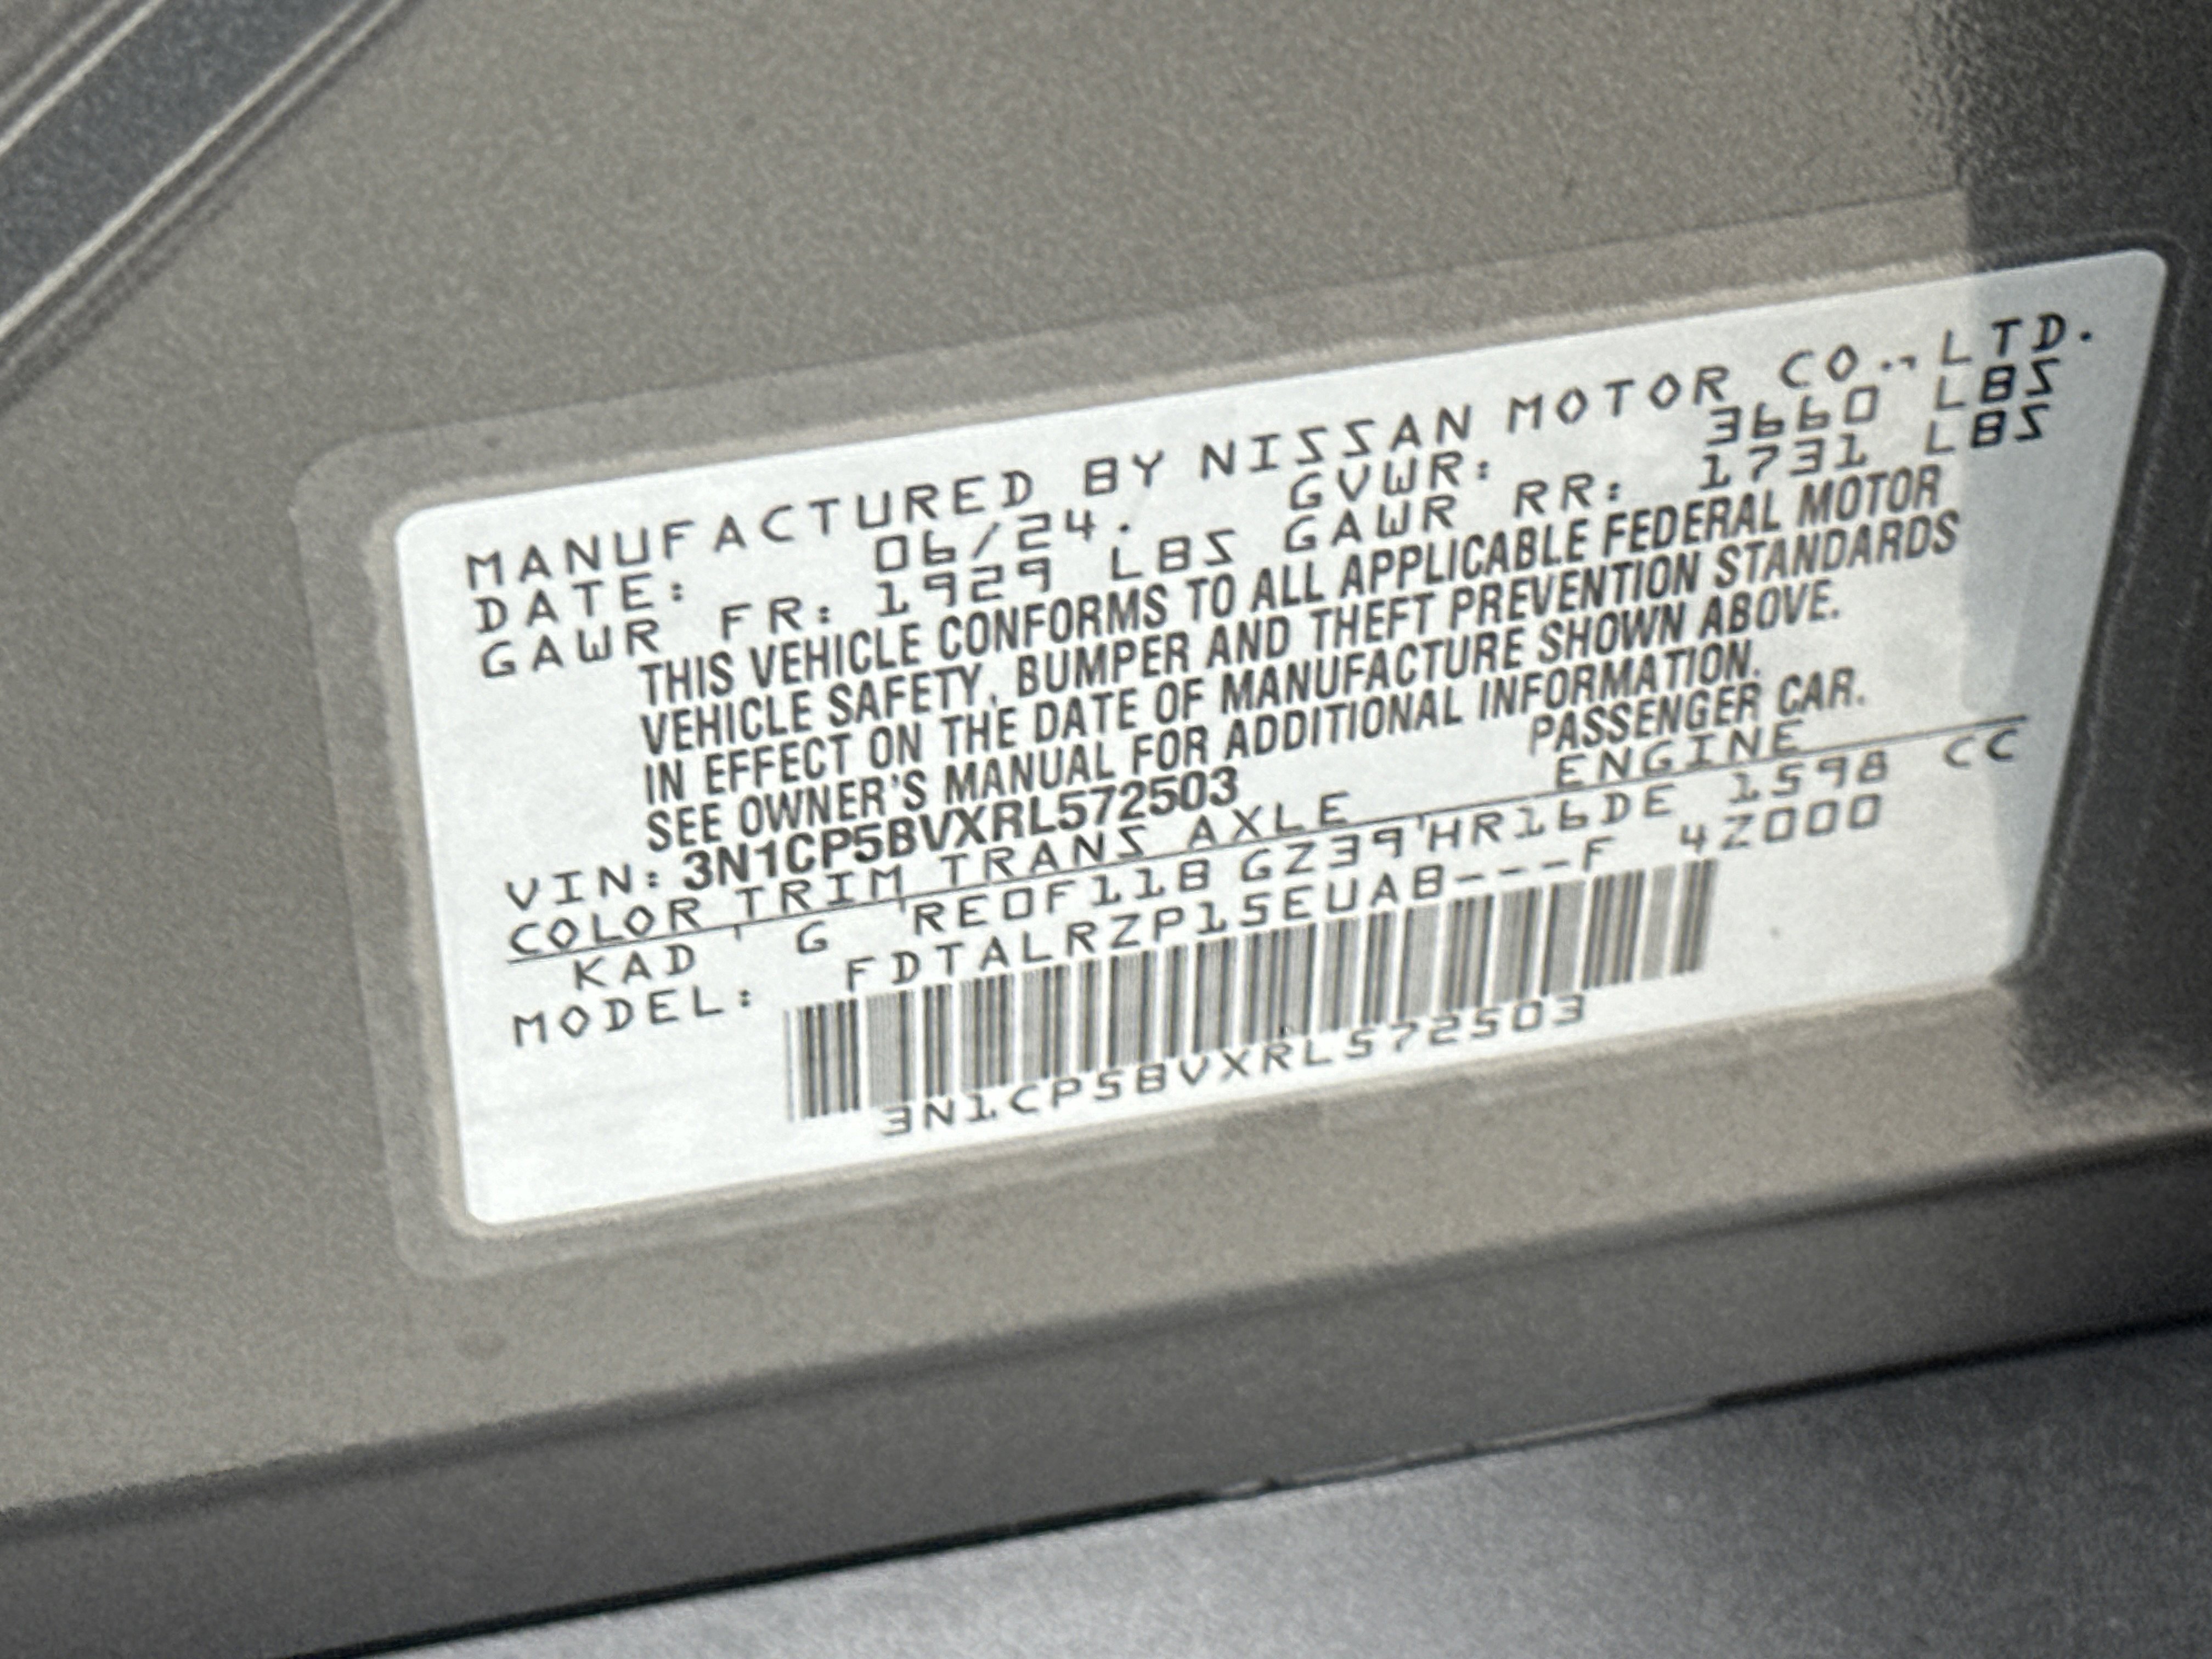 MANUFACTURED BY NISSAN MOTOR CO., LTD.
DATE: 06/24. GVWR: 3660 LBS
GAWR FR: 1929 LBS GAWR RR: 1731 LBS
THIS VEHICLE CONFORMS TO ALL APPLICABLE FEDERAL MOTOR
VEHICLE SAFETY, BUMPER AND THEFT PREVENTION STANDARDS
IN EFFECT ON THE DATE OF MANUFACTURE SHOWN ABOVE.
SEE OWNER'S MANUAL FOR ADDITIONAL INFORMATION.
VIN: 3N1CP5BVXRL572503 PASSENGER CAR.
COLOR TRIM TRANS AXLE ENGINE
KAD G RE0F11B GZ39 HR16DE 1598 CC
MODEL: FDTALRZP15EUAB---F 4Z000
3N1CP5BVXRL572503